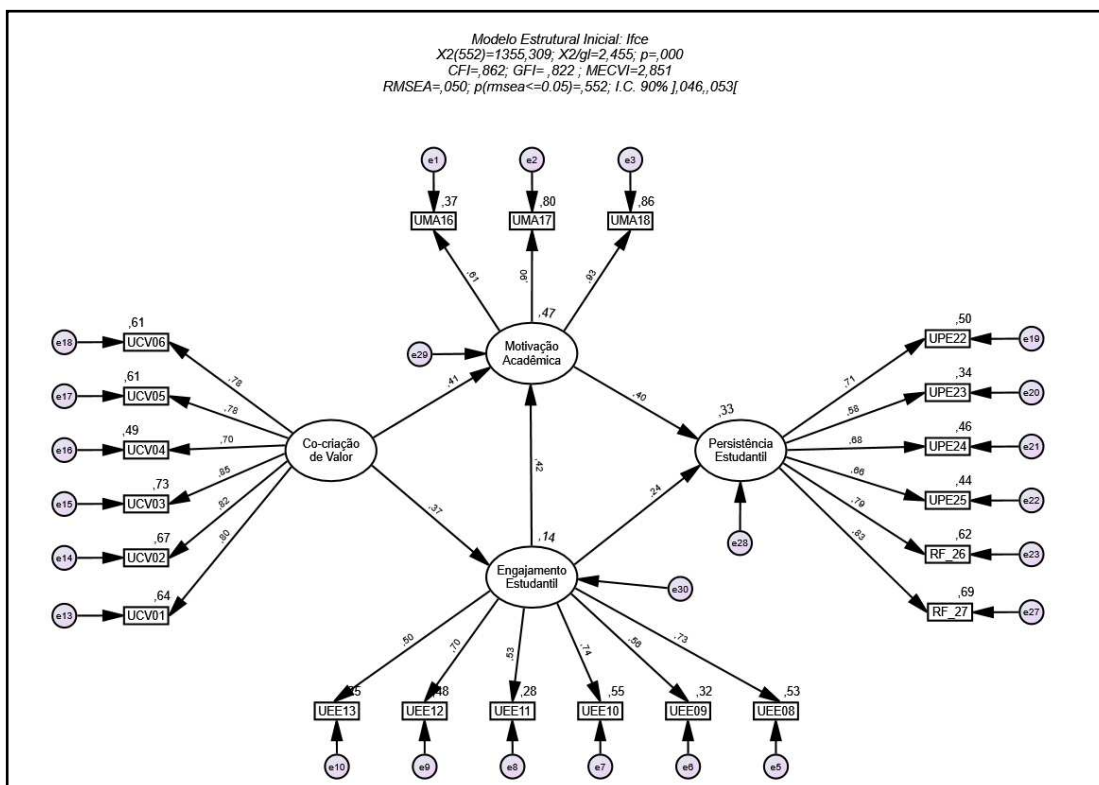 Modelo Estrutural Inicial: Ifce
X2(552)=1355,309; X2/gl=2,455; p=,000
CFI=,862; GFI= ,822 ; MECVI=2,851
RMSEA=,050; p(rmsea<=0.05)=,552; I.C. 90% ],046,,053[
e1
e2
e3
,37
,80
,86
UMA16
UMA17
UMA18
,61
,90
,93
,47
Motivação
Acadêmica
e29
,61
e18
UCV06
,78
,61
e17
UCV05
,78
,49
e16
UCV04
,70
,73
e15
UCV03
,85
,67
e14
UCV02
,82
,64
e13
UCV01
,80
Co-criação
de Valor
,41
,37
,42
,40
,24
,33
Persistência
Estudantil
e28
,50
,71
UPE22
e19
,34
,58
UPE23
e20
,46
,68
UPE24
e21
,44
,66
UPE25
e22
,62
,79
RF_26
e23
,69
,83
RF_27
e27
,14
Engajamento
Estudantil
e30
,50
,70
,53
,74
,56
,73
,48
,28
,55
,32
,53
UEE13
UEE12
UEE11
UEE10
UEE09
UEE08
e10
e9
e8
e7
e6
e5